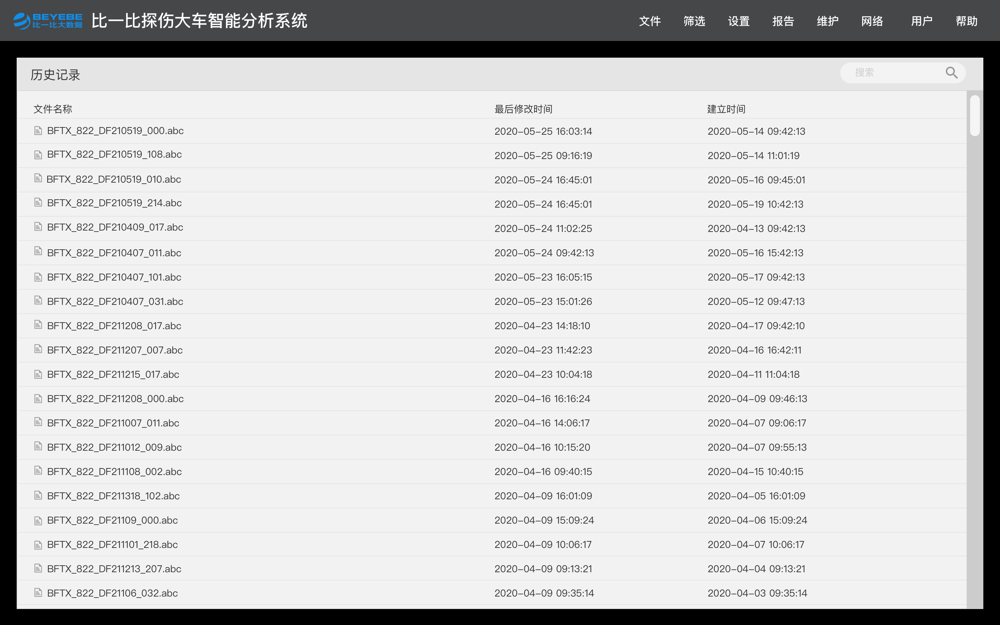 BEYEBE
比一比大数据
比一比探伤大车智能分析系统
文件 筛选 设置 报告 维护 网络 用户 帮助
历史记录
搜索
文件名称 最后修改时间 建立时间
BFTX_822_DF210519_000.abc 2020-05-25 16:03:14 2020-05-14 09:42:13
BFTX_822_DF210519_108.abc 2020-05-25 09:16:19 2020-05-14 11:01:19
BFTX_822_DF210519_010.abc 2020-05-24 16:45:01 2020-05-16 09:45:01
BFTX_822_DF210519_214.abc 2020-05-24 16:45:01 2020-05-19 10:42:13
BFTX_822_DF210409_017.abc 2020-05-24 11:02:25 2020-04-13 09:42:13
BFTX_822_DF210407_011.abc 2020-05-24 09:42:13 2020-05-16 15:42:13
BFTX_822_DF210407_101.abc 2020-05-23 16:05:15 2020-05-17 09:42:13
BFTX_822_DF210407_031.abc 2020-05-23 15:01:26 2020-05-12 09:47:13
BFTX_822_DF211208_017.abc 2020-04-23 14:18:10 2020-04-17 09:42:10
BFTX_822_DF211207_007.abc 2020-04-23 11:42:23 2020-04-16 16:42:11
BFTX_822_DF211215_017.abc 2020-04-23 10:04:18 2020-04-11 11:04:18
BFTX_822_DF211208_000.abc 2020-04-16 16:16:24 2020-04-09 09:46:13
BFTX_822_DF211007_011.abc 2020-04-16 14:06:17 2020-04-07 09:06:17
BFTX_822_DF211012_009.abc 2020-04-16 10:15:20 2020-04-07 09:55:13
BFTX_822_DF211108_002.abc 2020-04-16 09:40:15 2020-04-15 10:40:15
BFTX_822_DF211318_102.abc 2020-04-09 16:01:09 2020-04-05 16:01:09
BFTX_822_DF21109_000.abc 2020-04-09 15:09:24 2020-04-06 15:09:24
BFTX_822_DF211101_218.abc 2020-04-09 10:06:17 2020-04-07 10:06:17
BFTX_822_DF211213_207.abc 2020-04-09 09:13:21 2020-04-04 09:13:21
BFTX_822_DF21106_032.abc 2020-04-09 09:35:14 2020-04-03 09:35:14